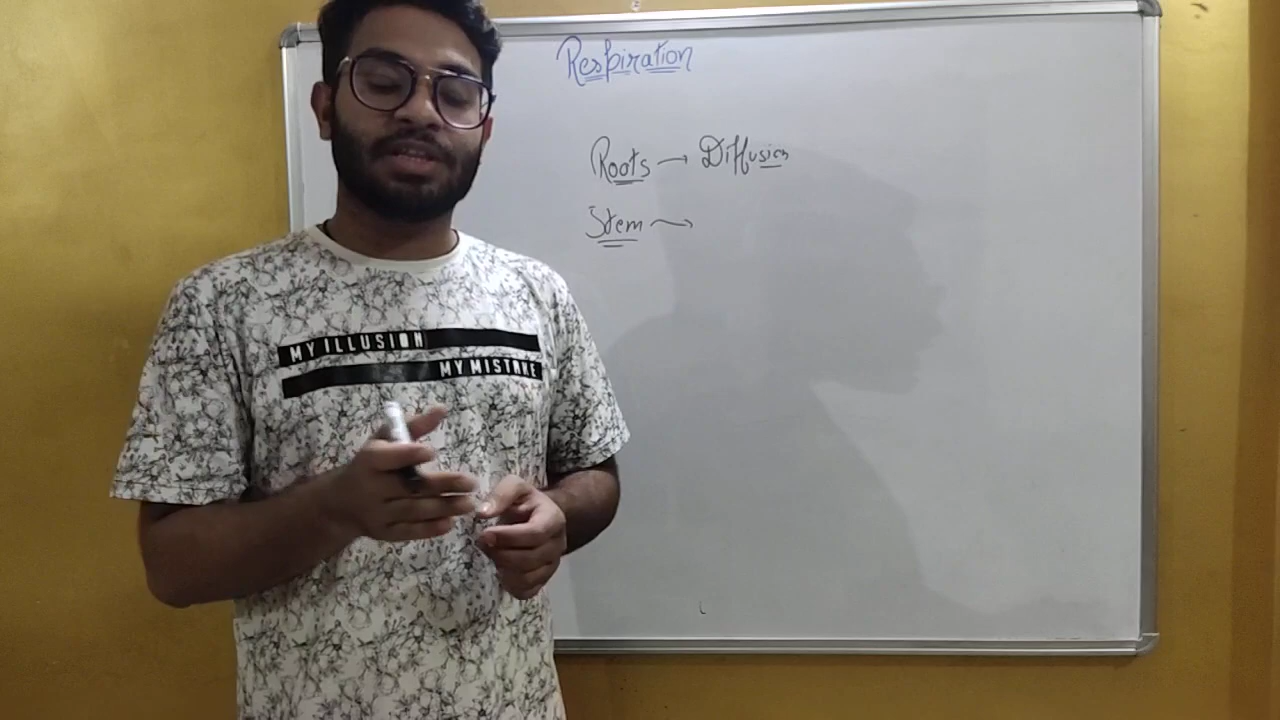 Respiration
Roots → Diffusion
Stem →
MY ILLUSION
MY MISTAKE